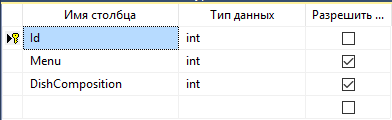 Имя столбца Тип данных Разрешить ...
Id int
Menu int
DishComposition int